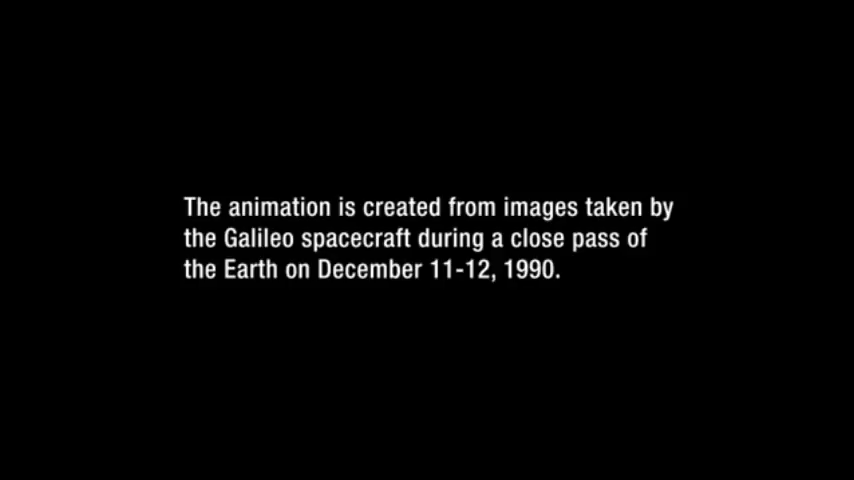 The animation is created from images taken by
the Galileo spacecraft during a close pass of
the Earth on December 11-12, 1990.